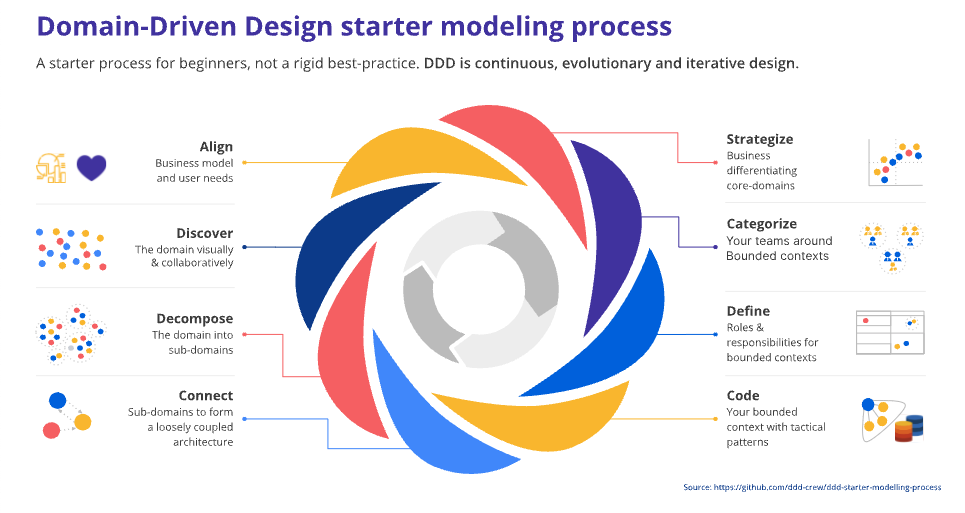 Domain-Driven Design starter modeling process
A starter process for beginners, not a rigid best-practice. DDD is continuous, evolutionary and iterative design.
Align
Business model
and user needs
Discover
The domain visually
& collaboratively
Decompose
The domain into
sub-domains
Connect
Sub-domains to form
a loosely coupled
architecture
Strategize
Business
differentiating
core-domains
Categorize
Your teams around
Bounded contexts
Define
Roles &
responsibilities for
bounded contexts
Code
Your bounded
context with tactical
patterns
Source: https://github.com/ddd-crew/ddd-starter-modelling-process